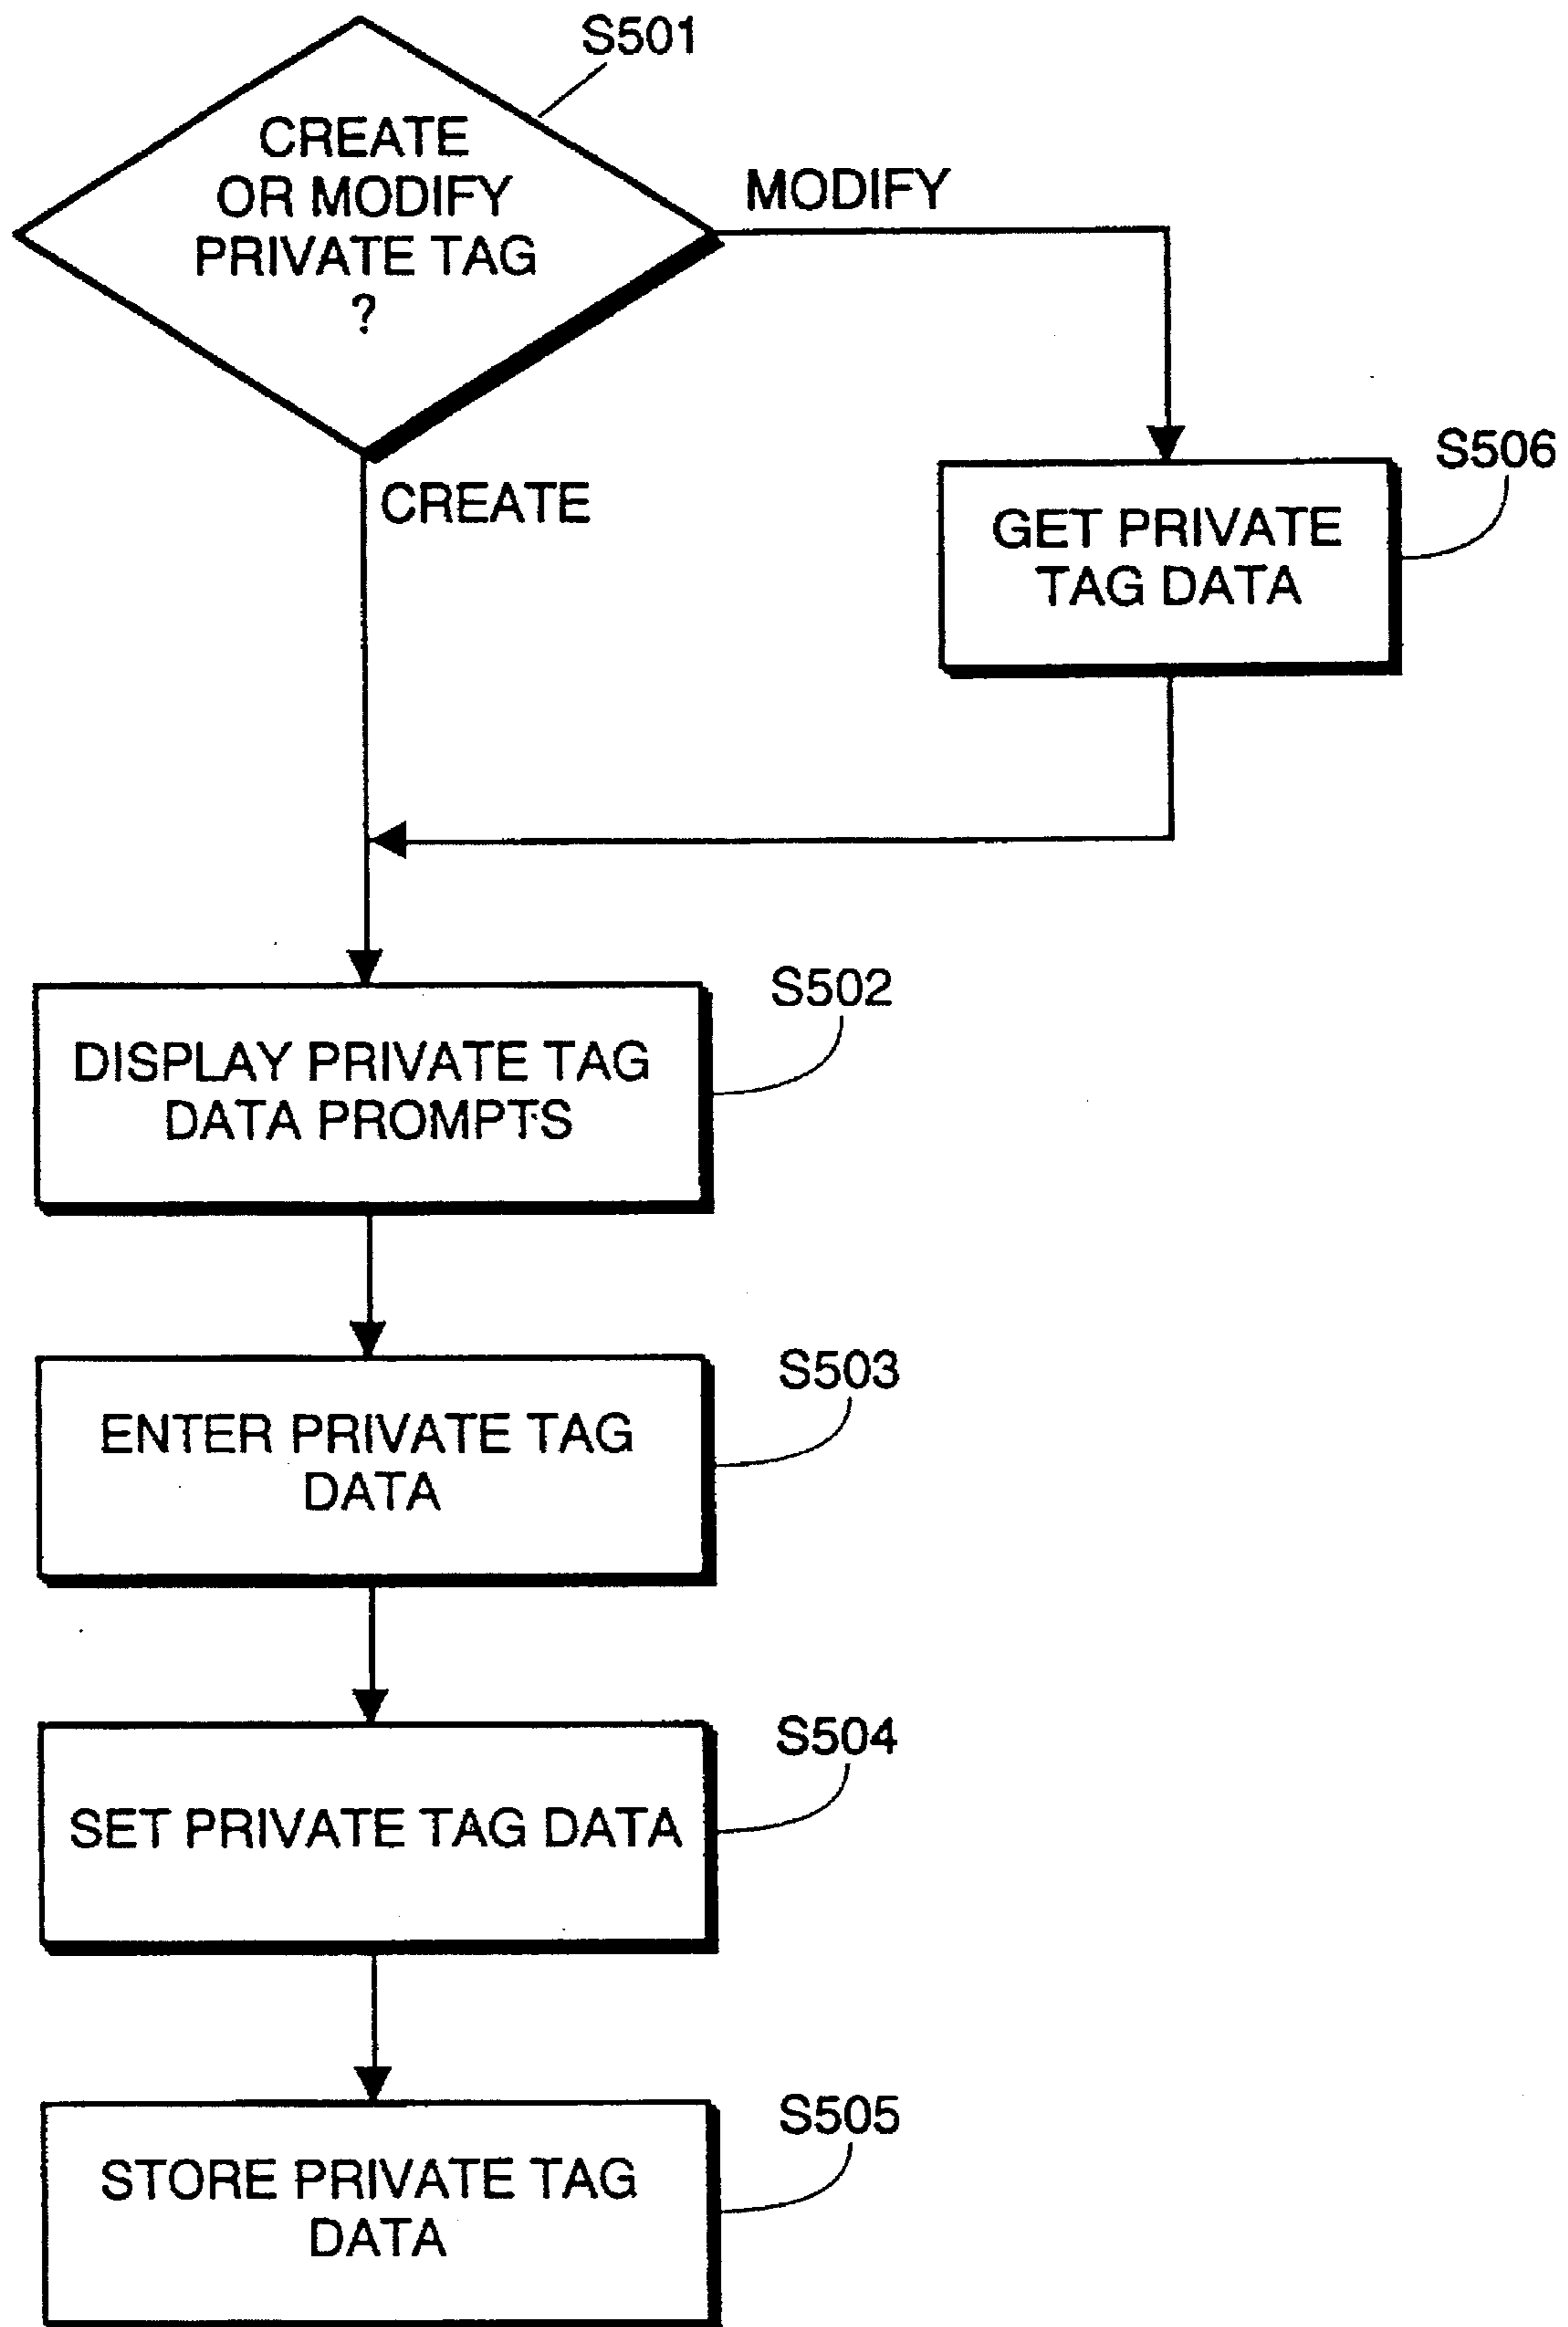 S501
CREATE
OR MODIFY
PRIVATE TAG
?
MODIFY
CREATE
S506
GET PRIVATE
TAG DATA
S502
DISPLAY PRIVATE TAG
DATA PROMPTS
S503
ENTER PRIVATE TAG
DATA
S504
SET PRIVATE TAG DATA
S505
STORE PRIVATE TAG
DATA